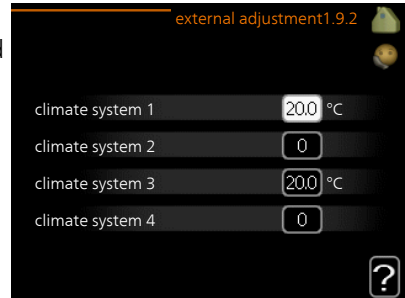 external adjustment1.9.2
climate system 1 20.0 °C
climate system 2 0
climate system 3 20.0 °C
climate system 4 0
?